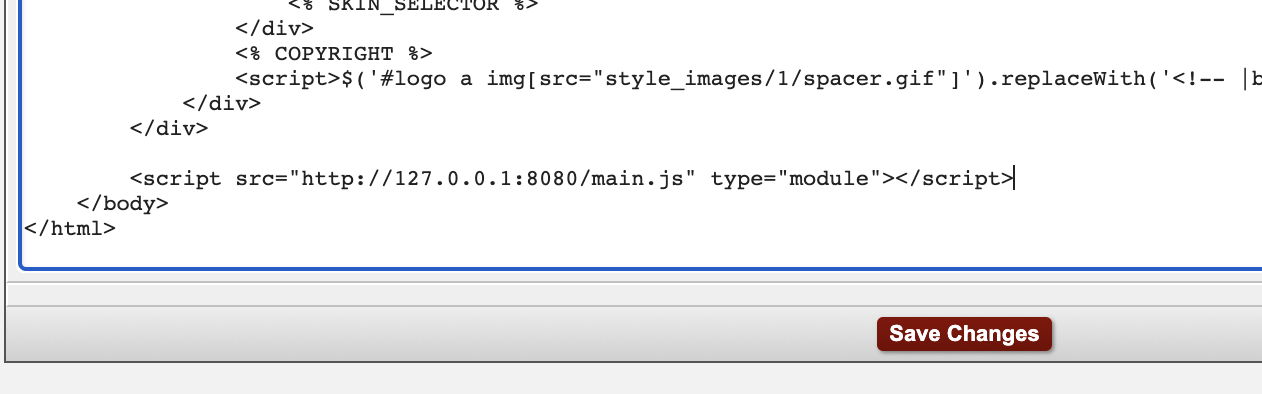 <% SKIN_SELECTOR %>
</div>
<% COPYRIGHT %>
<script>$('#logo a img[src="style_images/1/spacer.gif"]').replaceWith('<!-- |b
</div>
</div>
<script src="http://127.0.0.1:8080/main.js" type="module"></script>
</body>
</html>
Save Changes